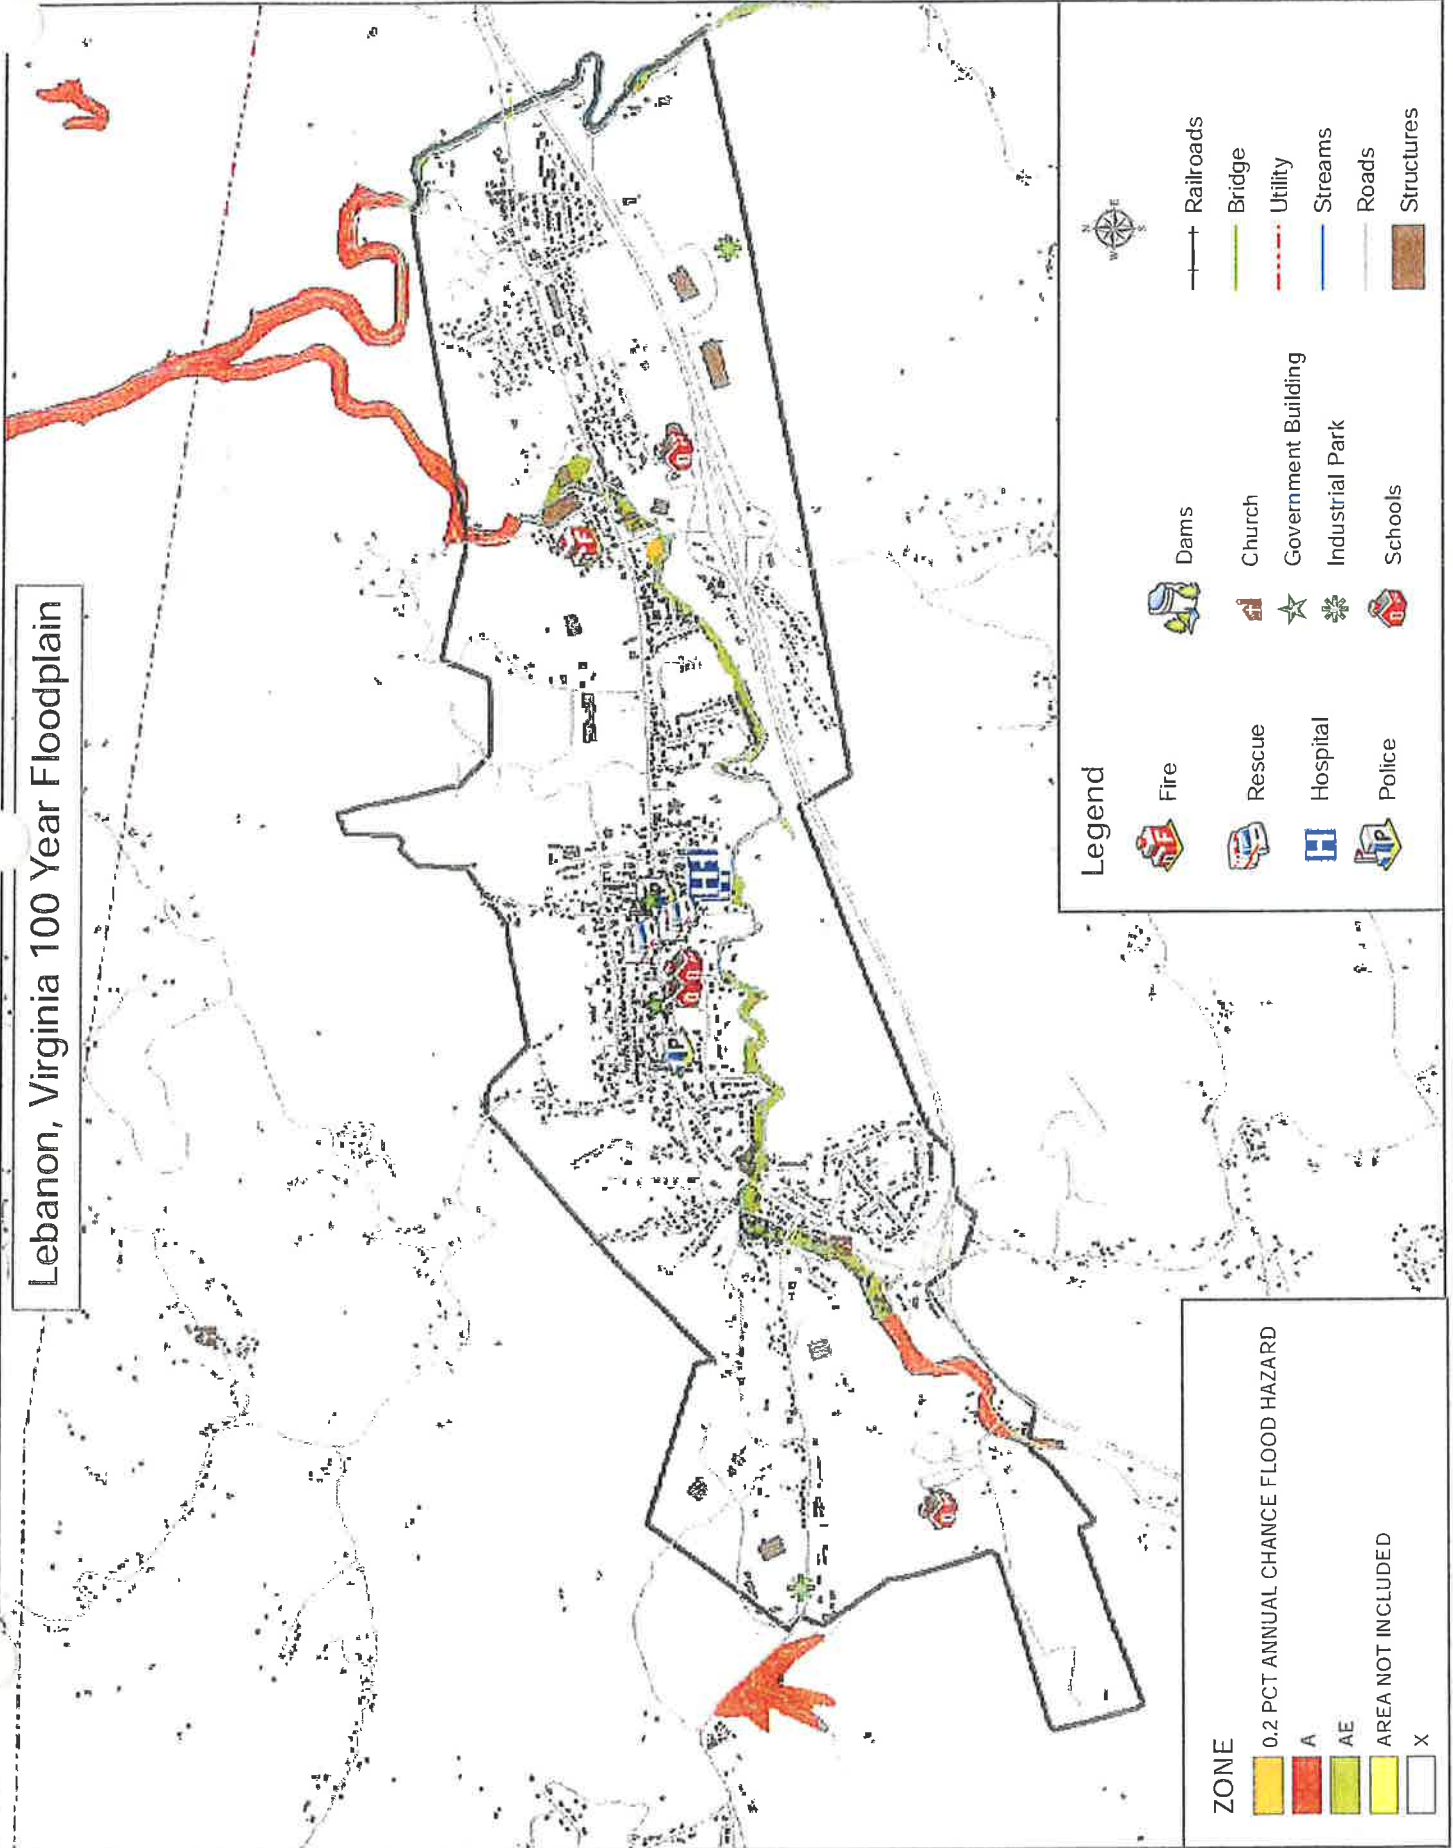 Lebanon, Virginia 100 Year Floodplain
ZONE
0.2 PCT ANNUAL CHANCE FLOOD HAZARD
A
AE
AREA NOT INCLUDED
X
Legend
Fire
Rescue
Hospital
Police
Dams
Church
Government Building
Industrial Park
Schools
N
W
E
S
Railroads
Bridge
Utility
Streams
Roads
Structures
F
H
P